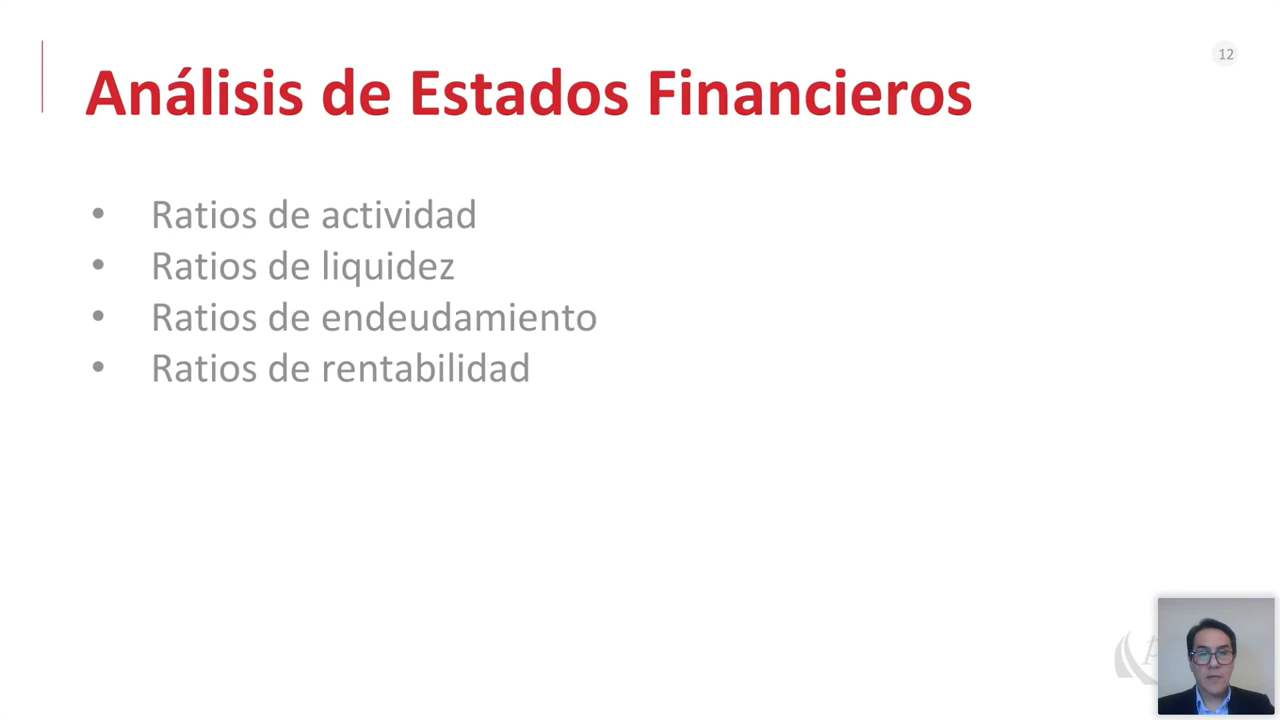 12
Análisis de Estados Financieros
• Ratios de actividad
• Ratios de liquidez
• Ratios de endeudamiento
• Ratios de rentabilidad